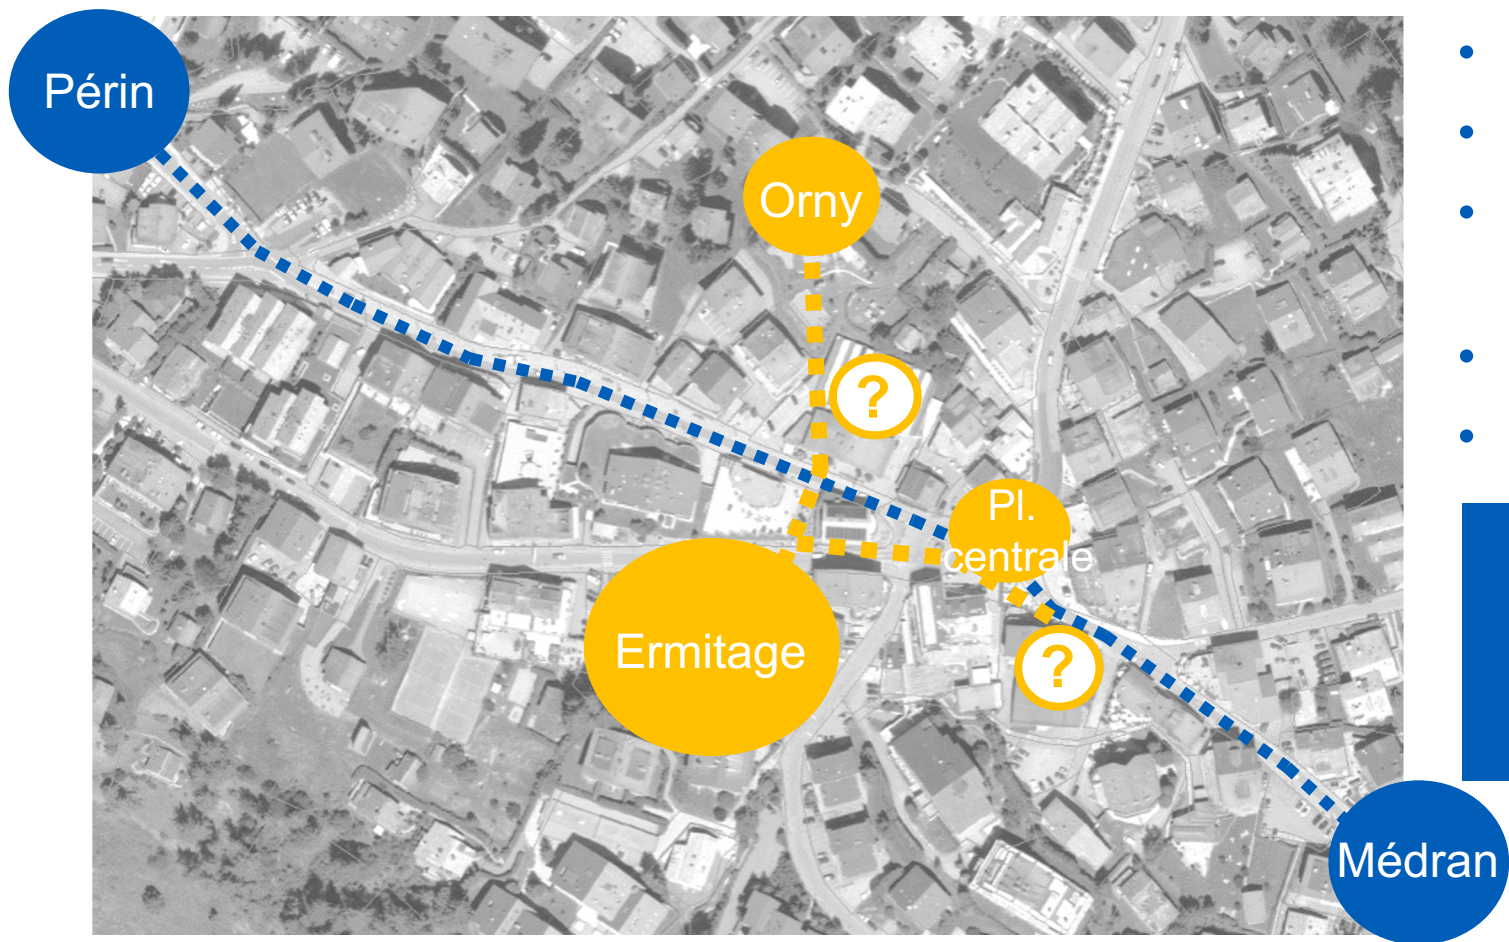 Périn
Orny
?
Pl.
centrale
Ermitage
?
Médran